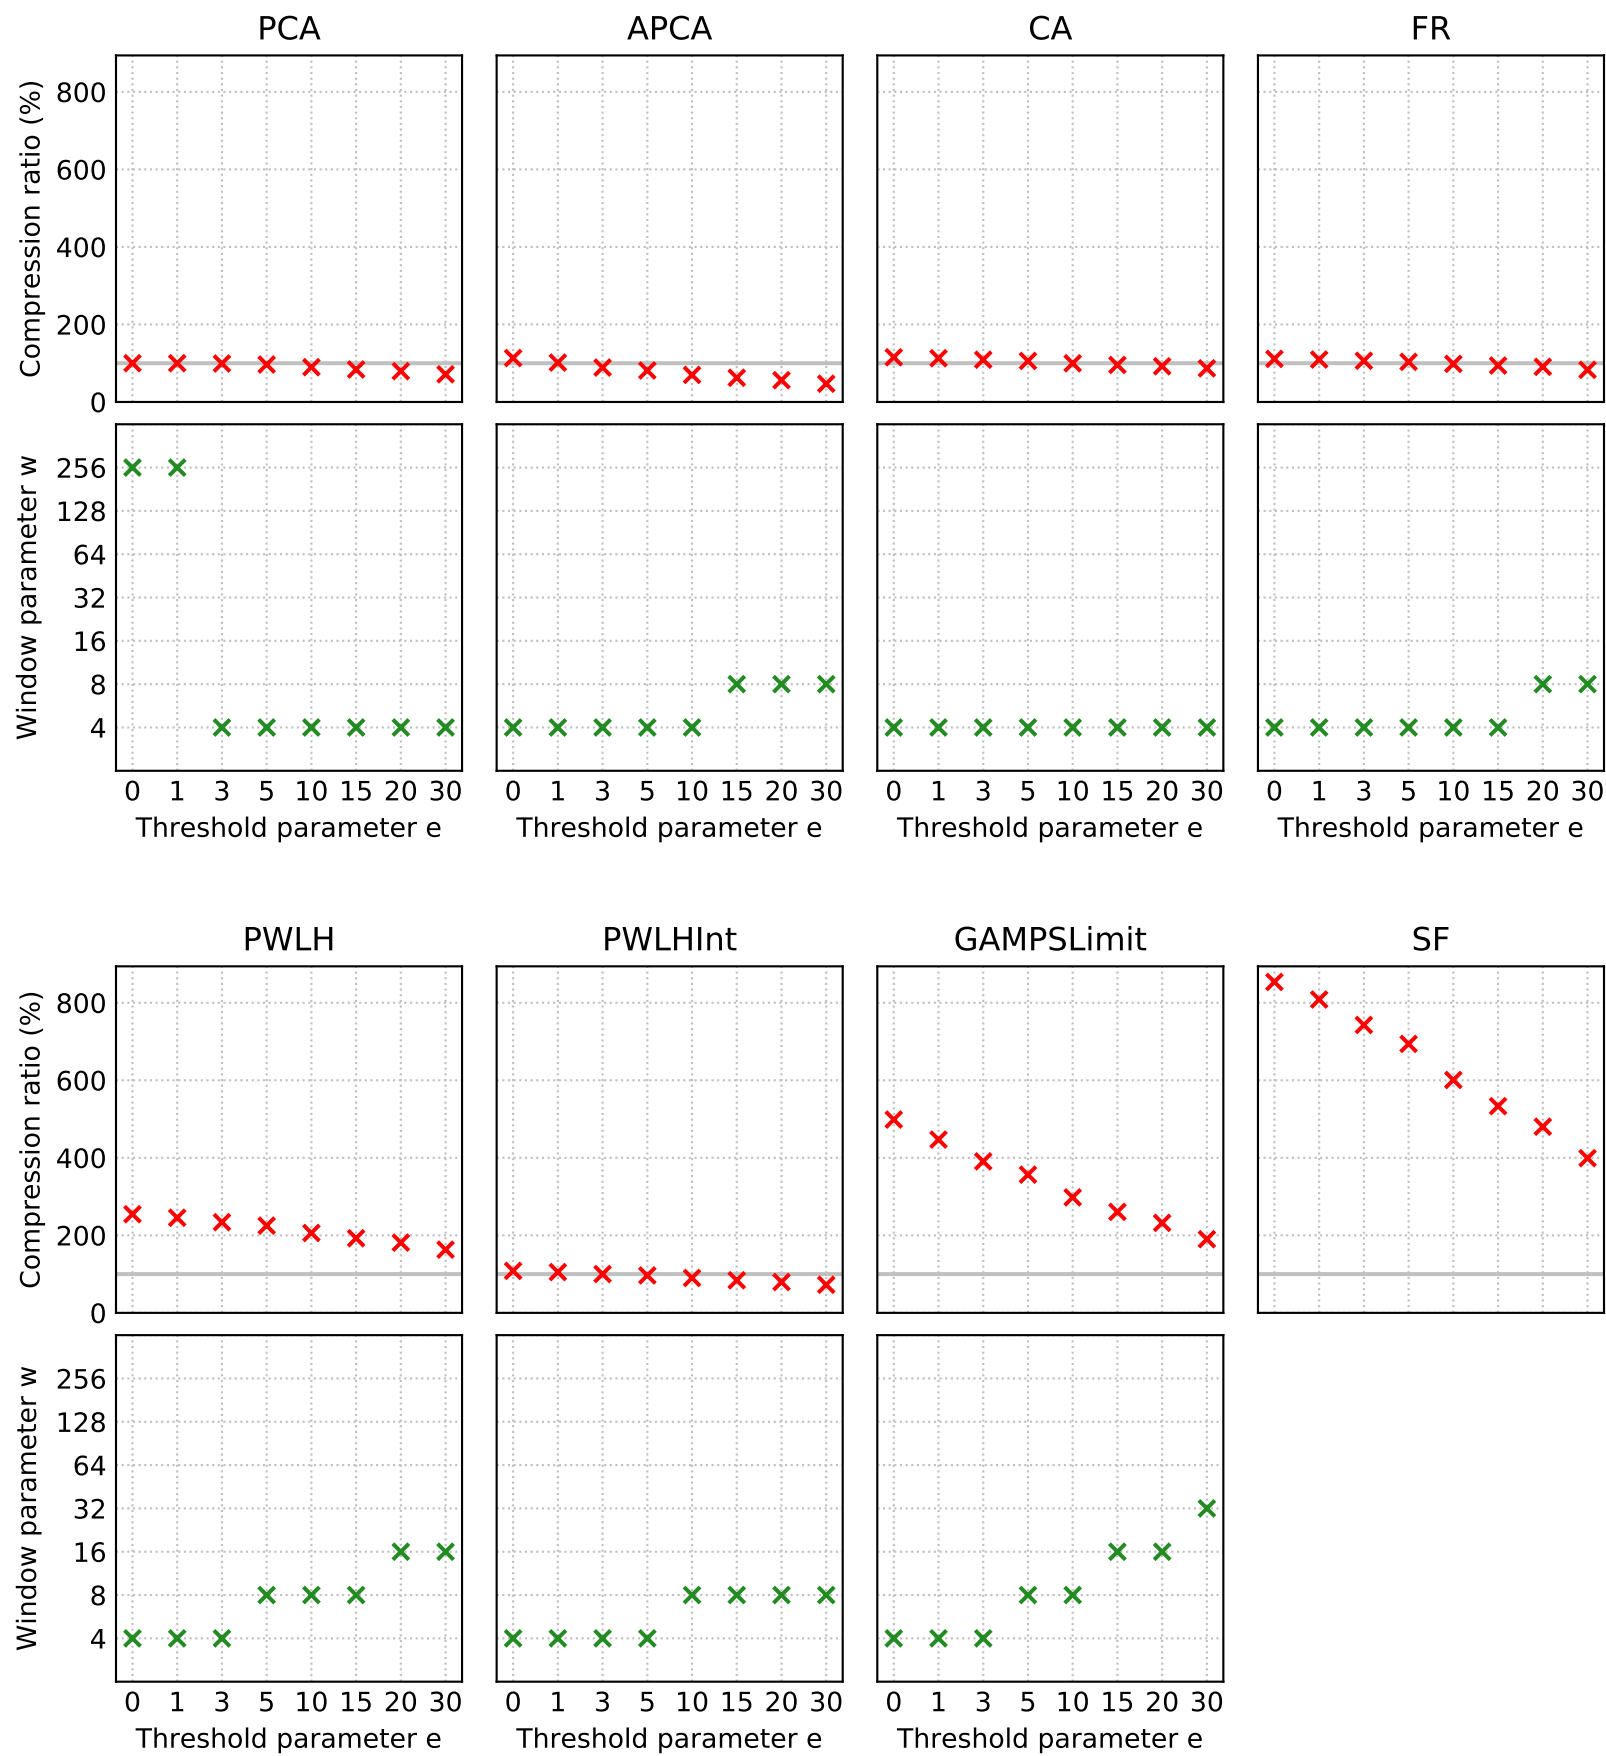 PCA APCA CA FR
Compression ratio (%)
800
600
400
200
0
Window parameter w
256
128
64
32
16
8
4
0 1 3 5 10 15 20 30 0 1 3 5 10 15 20 30 0 1 3 5 10 15 20 30 0 1 3 5 10 15 20 30
Threshold parameter e Threshold parameter e Threshold parameter e Threshold parameter e
PWLH PWLHInt GAMPSLimit SF
Compression ratio (%)
800
600
400
200
0
Window parameter w
256
128
64
32
16
8
4
0 1 3 5 10 15 20 30 0 1 3 5 10 15 20 30 0 1 3 5 10 15 20 30
Threshold parameter e Threshold parameter e Threshold parameter e